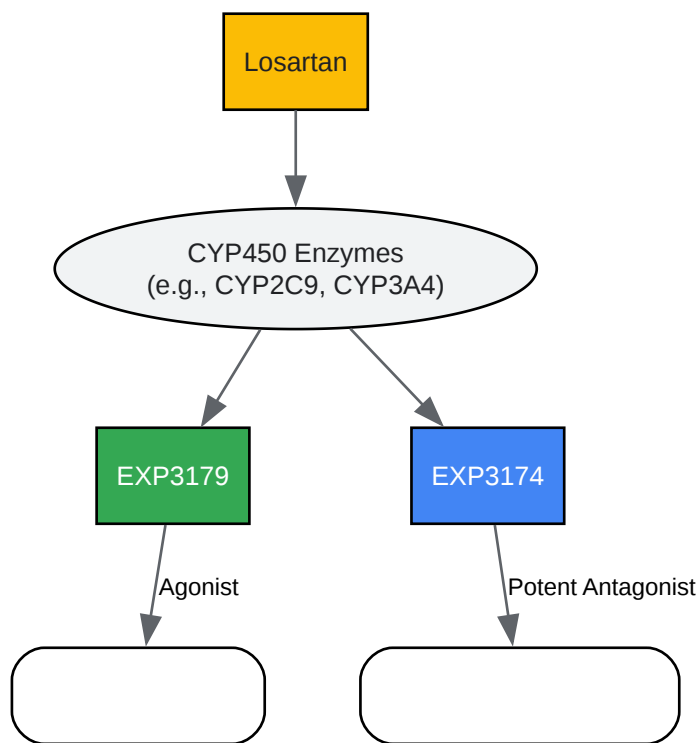 Losartan
CYP450 Enzymes
(e.g., CYP2C9, CYP3A4)
EXP3179
EXP3174
Agonist
Potent Antagonist